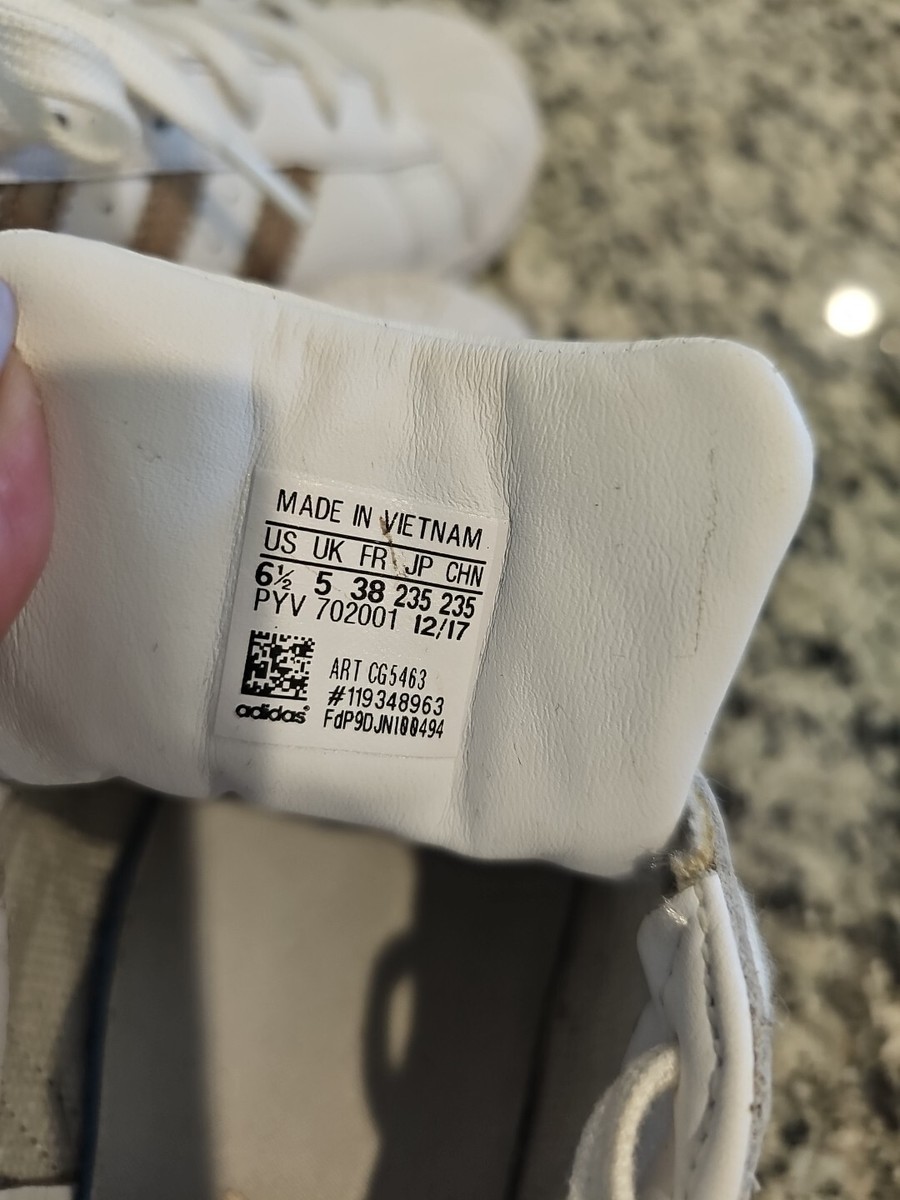 MADE IN VIETNAM
US UK FR JP CHN
6½ 5 38 235 235
PYV 702001 12/17
ART CG5463
#119348963
adidas® FdP9DJNI00494